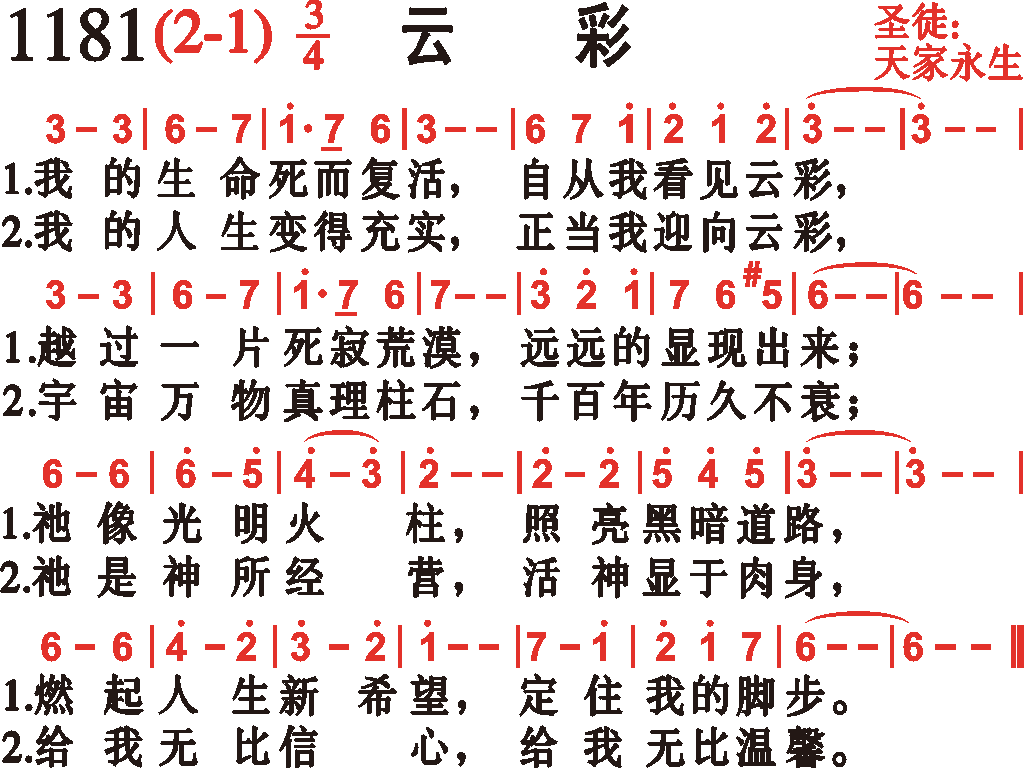 1181(2-1) 3/4 云 彩 圣徒:
天家永生
3 – 3 | 6 – 7 | i· 7 6 | 3 – – | 6 7 i | 2̇ i 2̇ | 3̇ – – | 3̇ – – |
1.我 的 生 命死而复活, 自从我看见云彩,
2.我 的 人 生变得充实, 正当我迎向云彩,
3 – 3 | 6 – 7 | i· 7 6 | 7 – – | 3̇ 2̇ i | 7 6 #5 | 6 – – | 6 – – |
1.越 过 一 片死寂荒漠, 远远的显现出来;
2.宇 宙 万 物真理柱石, 千百年历久不衰;
6 – 6 | 6̇ – 5̇ | 4̇ – 3̇ | 2̇ – – | 2̇ – 2̇ | 5̇ 4̇ 5̇ | 3̇ – – | 3̇ – – |
1.祂 像 光 明火 柱, 照 亮黑暗道路,
2.祂 是 神 所经 营, 活 神显于肉身,
6 – 6 | 4̇ – 2̇ | 3̇ – 2̇ | i – – | 7 – i | 2̇ i 7 | 6 – – | 6 – – ‖
1.燃 起人 生新 希望, 定 住 我的脚步。
2.给 我无 比信 心, 给 我 无比温馨。